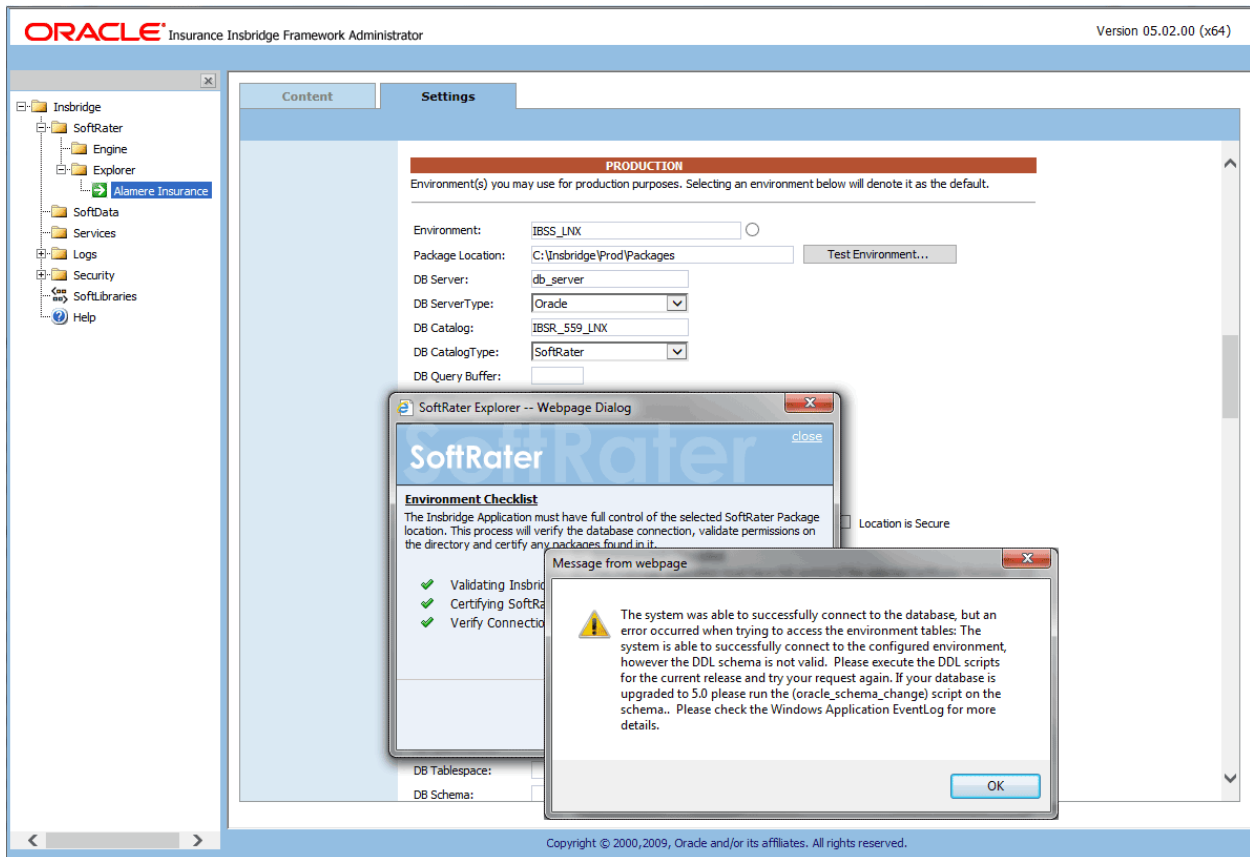 ORACLE® Insurance Insbridge Framework Administrator
Version 05.02.00 (x64)
Insbridge
SoftRater
Engine
Explorer
Alamere Insurance
SoftData
Services
Logs
Security
SoftLibraries
Help
Content
Settings
PRODUCTION
Environment(s) you may use for production purposes. Selecting an environment below will denote it as the default.
Environment: IBSS_LNX
Package Location: C:\Insbridge\Prod\Packages Test Environment...
DB Server: db_server
DB ServerType: Oracle
DB Catalog: IBSR_559_LNX
DB CatalogType: SoftRater
DB Query Buffer:
SoftRater Explorer -- Webpage Dialog
close
SoftRater
SoftRater
Environment Checklist
The Insbridge Application must have full control of the selected SoftRater Package
location. This process will verify the database connection, validate permissions on
the directory and certify any packages found in it.
Location is Secure
Validating Insbrid
Certifying SoftRa
Verify Connectio
Message from webpage
The system was able to successfully connect to the database, but an
error occurred when trying to access the environment tables: The
system is able to successfully connect to the configured environment,
however the DDL schema is not valid. Please execute the DDL scripts
for the current release and try your request again. If your database is
upgraded to 5.0 please run the (oracle_schema_change) script on the
schema.. Please check the Windows Application EventLog for more
details.
OK
DB Tablespace:
DB Schema:
Copyright © 2000,2009, Oracle and/or its affiliates. All rights reserved.